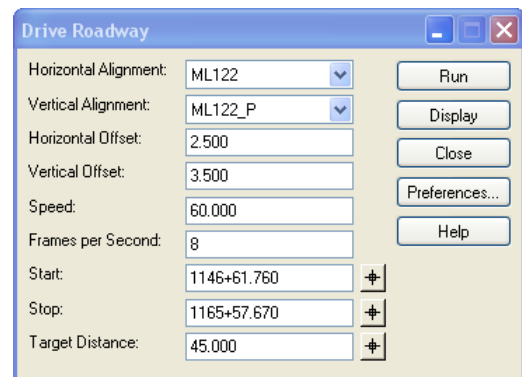 Drive Roadway
Horizontal Alignment: ML122 Run
Vertical Alignment: ML122_P Display
Horizontal Offset: 2.500 Close
Vertical Offset: 3.500 Preferences...
Speed: 60.000 Help
Frames per Second: 8
Start: 1146+61.760
Stop: 1165+57.670
Target Distance: 45.000